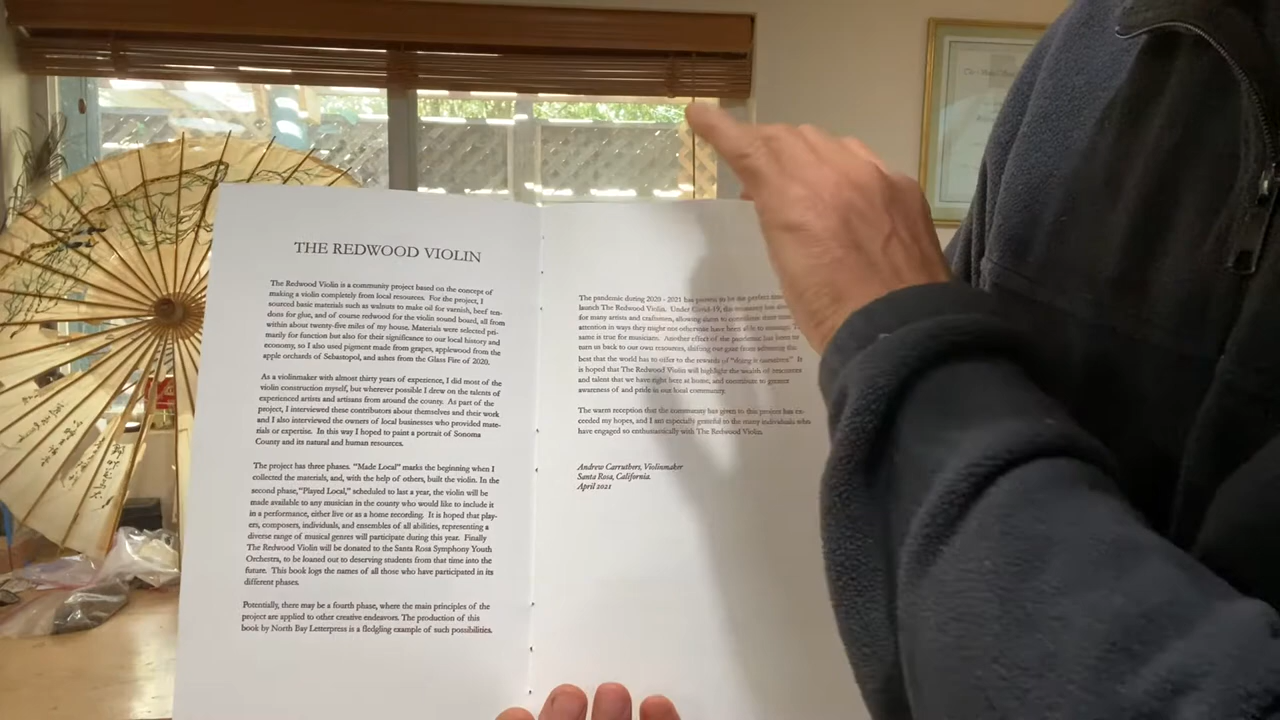 THE REDWOOD VIOLIN
The Redwood Violin is a community project based on the concept of
making a violin completely from local resources. For the project, I
sourced basic materials such as walnuts to make oil for varnish, beef ten-
dons for glue, and of course redwood for the violin sound board, all from
within about twenty-five miles of my house. Materials were selected pri-
marily for function but also for their significance to our local history and
economy, so I also used pigment made from grapes, applewood from the
apple orchards of Sebastopol, and ashes from the Glass Fire of 2020.
As a violinmaker with almost thirty years of experience, I did most of the
violin construction myself, but wherever possible I drew on the talents of
experienced artists and artisans from around the county. As part of the
project, I interviewed these contributors about themselves and their work
and I also interviewed the owners of local businesses who provided mate-
rials or expertise. In this way I hoped to paint a portrait of Sonoma
County and its natural and human resources.
The project has three phases. "Made Local" marks the beginning when I
collected the materials, and, with the help of others, built the violin. In the
second phase, "Played Local," scheduled to last a year, the violin will be
made available to any musician in the county who would like to include it
in a performance, either live or as a home recording. It is hoped that play-
ers, composers, individuals, and ensembles of all abilities, representing a
diverse range of musical genres will participate during this year. Finally
The Redwood Violin will be donated to the Santa Rosa Symphony Youth
Orchestra, to be loaned out to deserving students from that time into the
future. This book logs the names of all those who have participated in its
different phases.
Potentially, there may be a fourth phase, where the main principles of the
project are applied to other creative endeavors. The production of this
book by North Bay Letterpress is a fledgling example of such possibilities.
The pandemic during 2020 - 2021 has proven to be the perfect time
launch The Redwood Violin. Under Covid-19, the economy has
for many artists and craftsmen, allowing them to contribute their time
attention in ways they might not otherwise have been able to manage.
same is true for musicians. Another effect of the pandemic has been to
turn us back to our own resources, shifting our gaze from admiring the
best that the world has to offer to the rewards of "doing it ourselves." It
is hoped that The Redwood Violin will highlight the wealth of resources
and talent that we have right here at home, and contribute to greater
awareness of and pride in our local community.
The warm reception that the community has given to this project has ex-
ceeded my hopes, and I am especially grateful to the many individuals who
have engaged so enthusiastically with The Redwood Violin.
Andrew Carruthers, Violinmaker
Santa Rosa, California.
April 2021